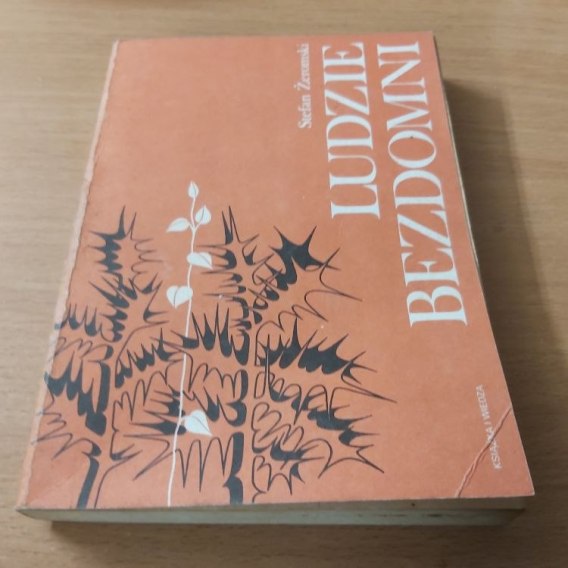 Stefan Żeromski
LUDZIE
BEZDOMNI
KSIĄŻKA I WIEDZA